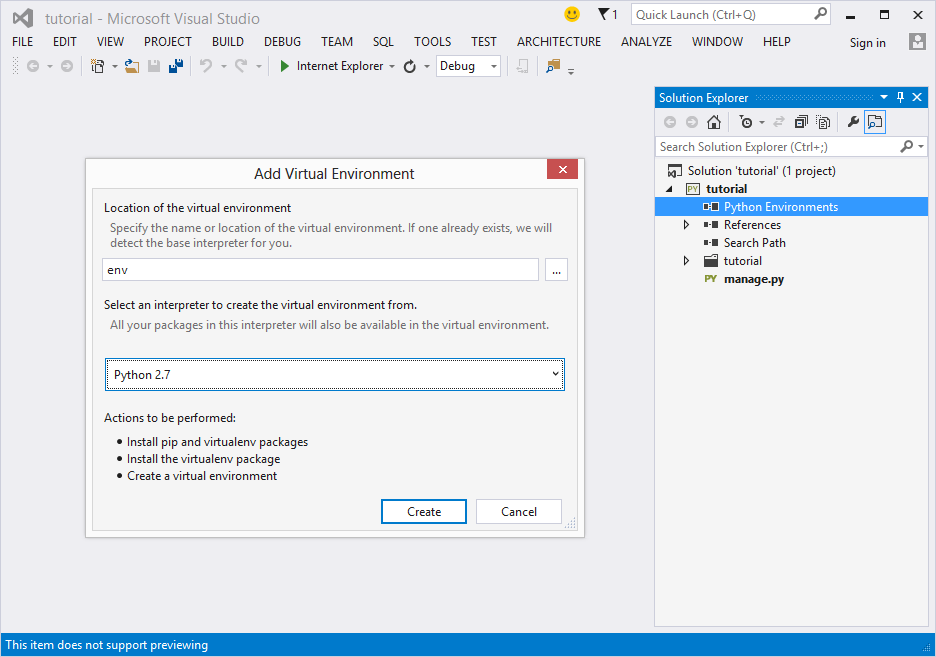 tutorial - Microsoft Visual Studio
1
Quick Launch (Ctrl+Q)
FILE EDIT VIEW PROJECT BUILD DEBUG TEAM SQL TOOLS TEST ARCHITECTURE ANALYZE WINDOW HELP Sign in
Internet Explorer Debug
Solution Explorer
Search Solution Explorer (Ctrl+;)
Solution 'tutorial' (1 project)
PY tutorial
Python Environments
References
Search Path
tutorial
PY manage.py
Add Virtual Environment
Location of the virtual environment
Specify the name or location of the virtual environment. If one already exists, we will
detect the base interpreter for you.
env ...
Select an interpreter to create the virtual environment from.
All your packages in this interpreter will also be available in the virtual environment.
Python 2.7
Actions to be performed:
• Install pip and virtualenv packages
• Install the virtualenv package
• Create a virtual environment
Create Cancel
This item does not support previewing